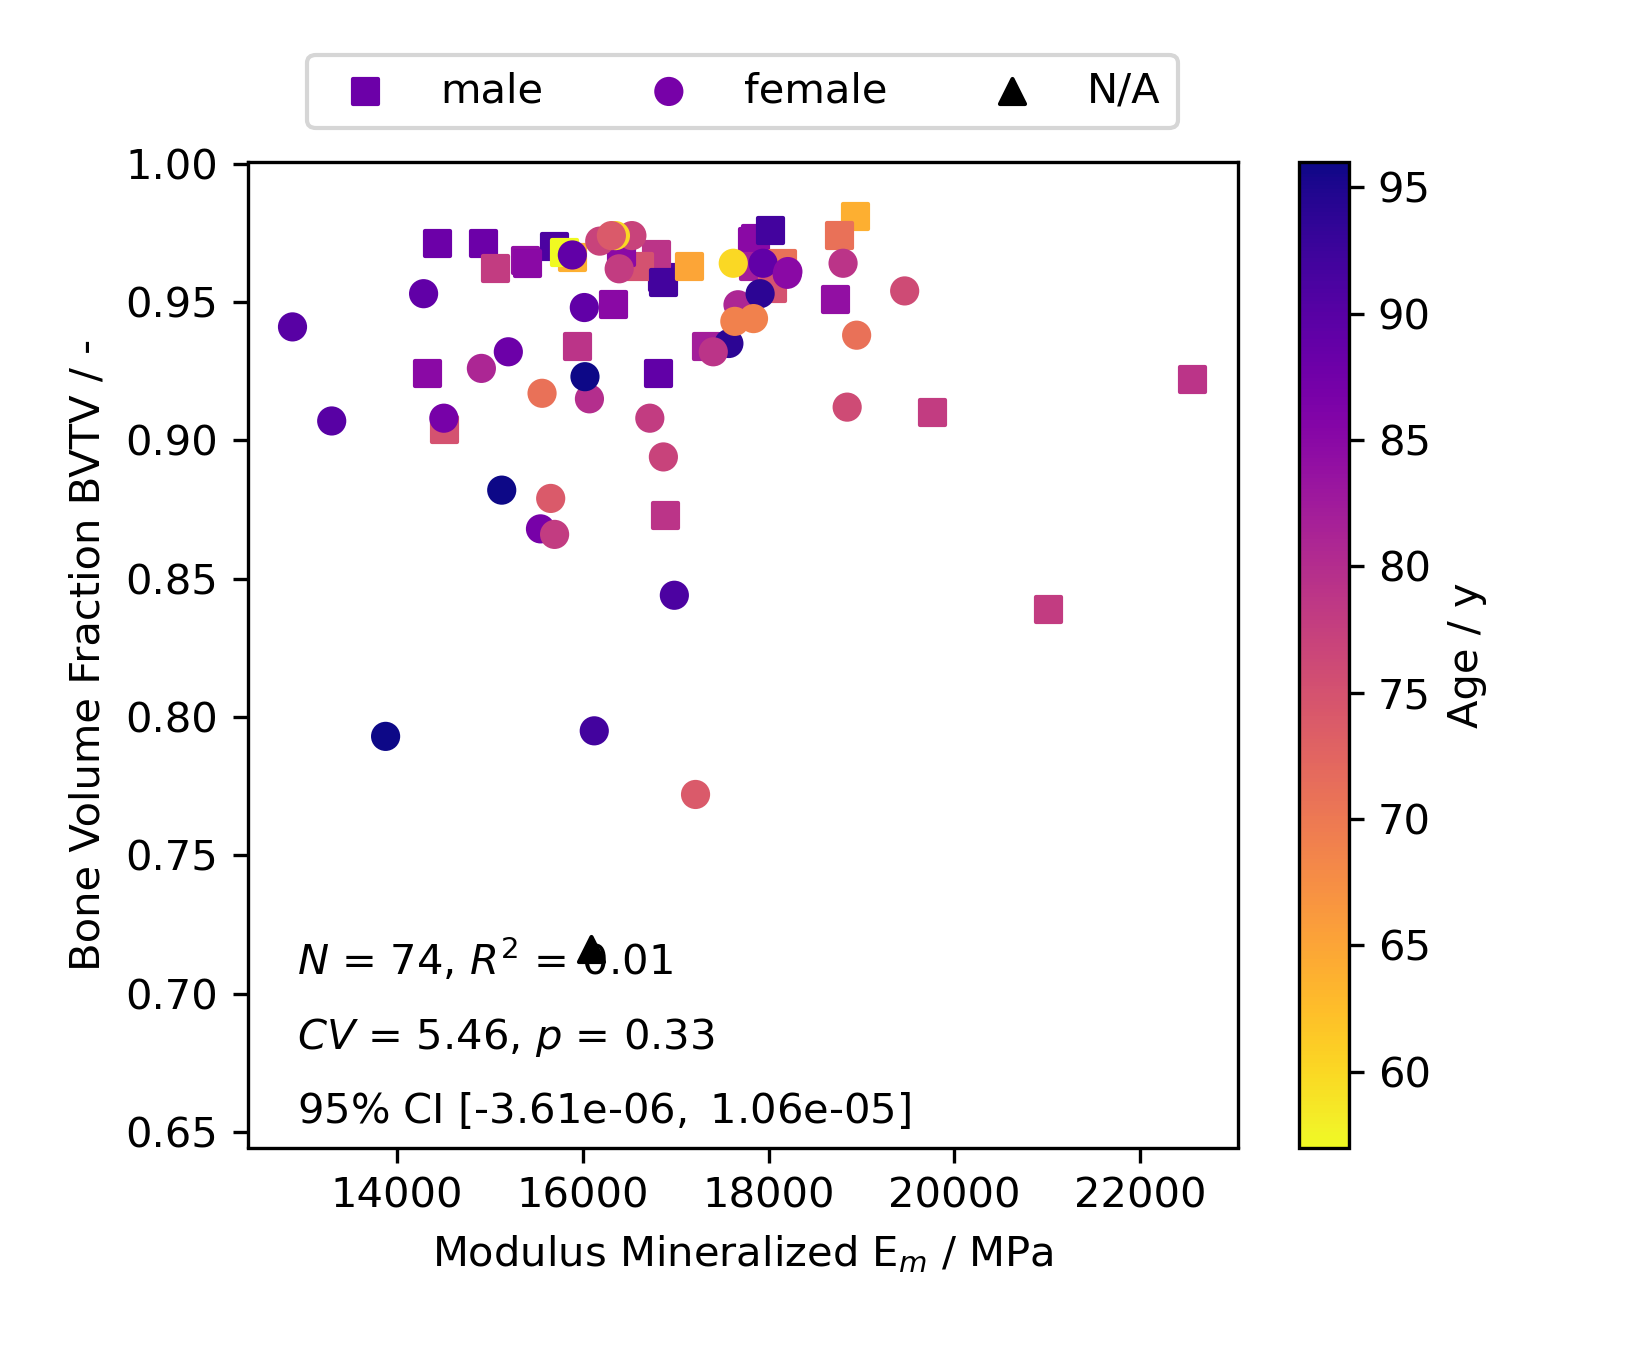 male female N/A
1.00
0.95
0.90
0.85
0.80
0.75
0.70
0.65
Bone Volume Fraction BVTV / -
N = 74, R² = 0.01
CV = 5.46, p = 0.33
95% CI [-3.61e-06, 1.06e-05]
14000 16000 18000 20000 22000
Modulus Mineralized Eₘ / MPa
95
90
85
80
75
70
65
60
Age / y